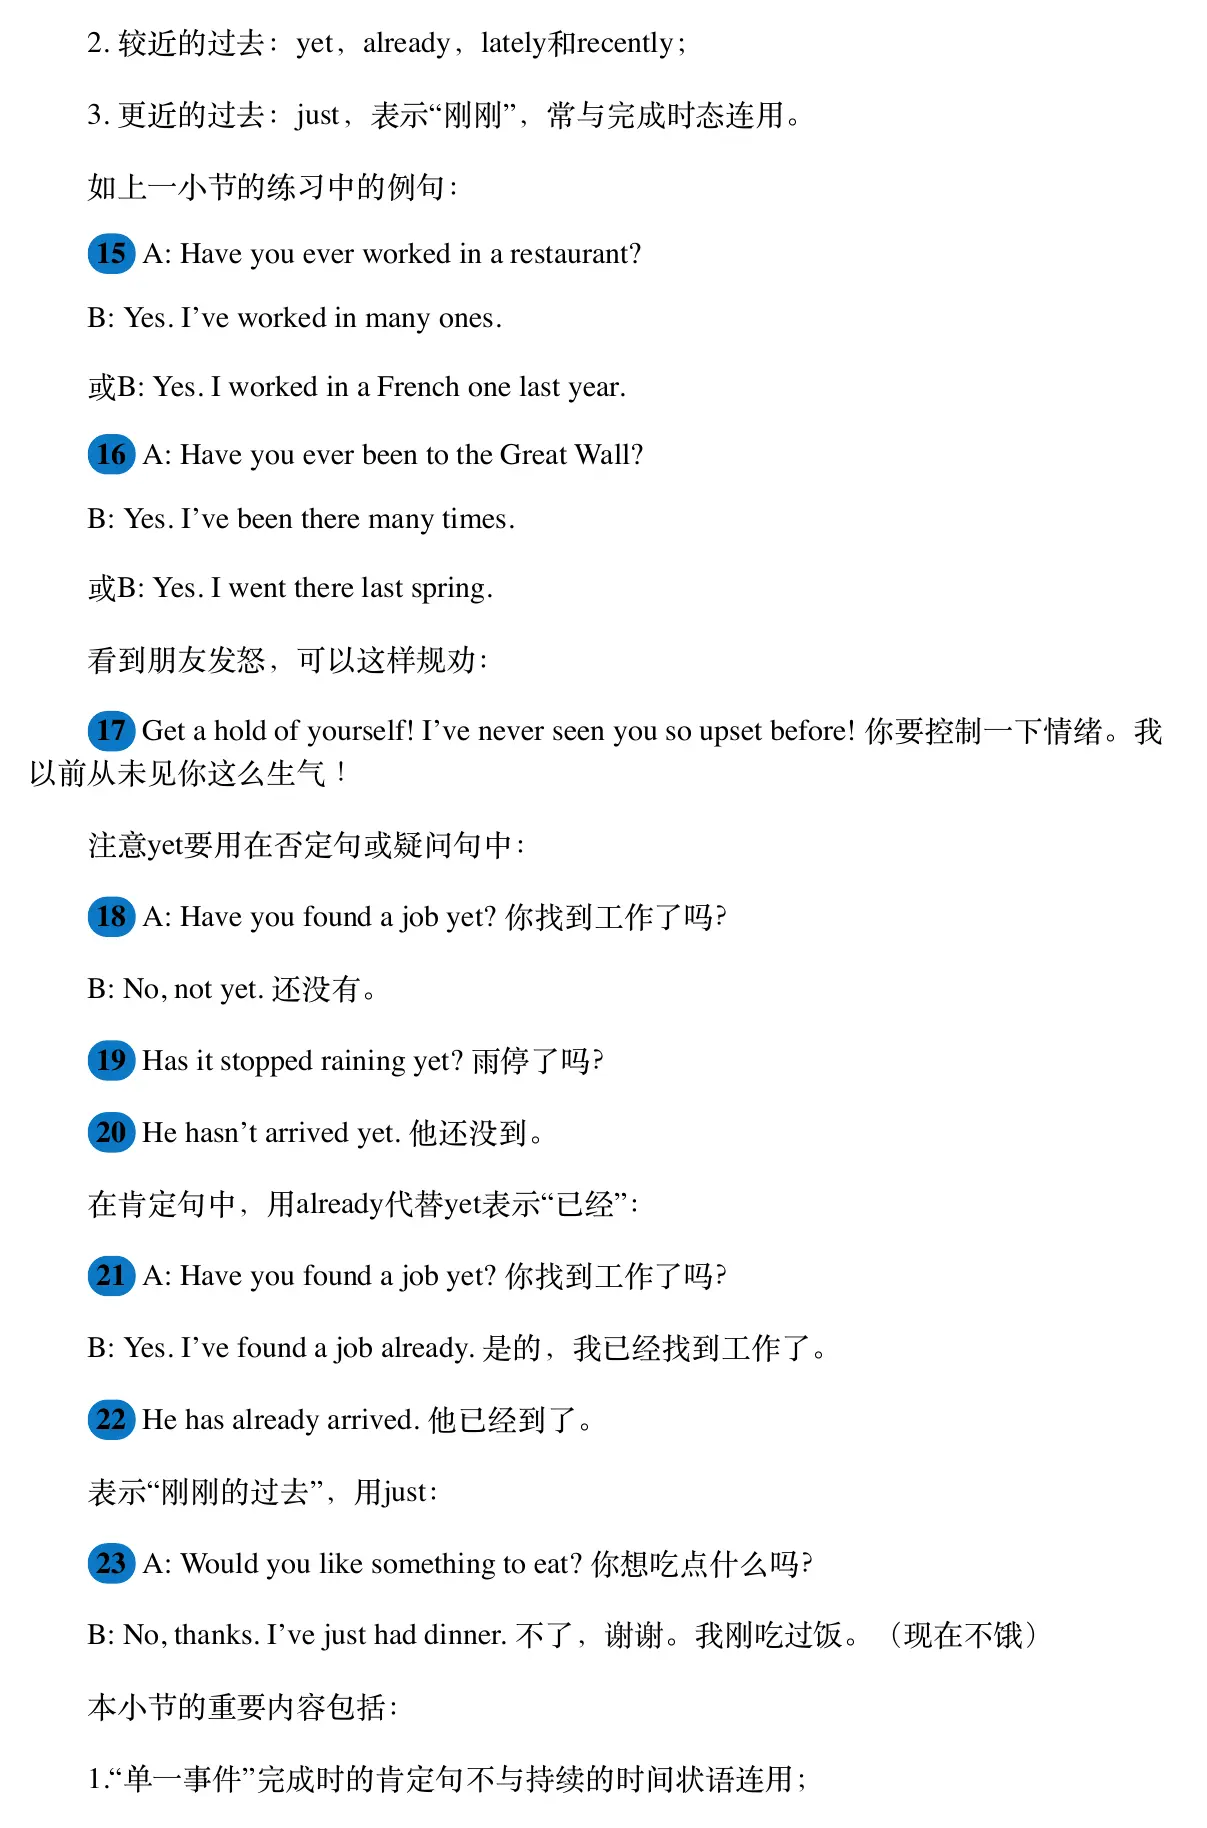 2. 较近的过去：yet，already，lately和recently；
3. 更近的过去：just，表示“刚刚”，常与完成时态连用。
如上一小节的练习中的例句：
15 A: Have you ever worked in a restaurant?
B: Yes. I’ve worked in many ones.
或B: Yes. I worked in a French one last year.
16 A: Have you ever been to the Great Wall?
B: Yes. I’ve been there many times.
或B: Yes. I went there last spring.
看到朋友发怒，可以这样规劝：
17 Get a hold of yourself! I’ve never seen you so upset before! 你要控制一下情绪。我
以前从未见你这么生气！
注意yet要用在否定句或疑问句中：
18 A: Have you found a job yet? 你找到工作了吗？
B: No, not yet. 还没有。
19 Has it stopped raining yet? 雨停了吗？
20 He hasn’t arrived yet. 他还没到。
在肯定句中，用already代替yet表示“已经”：
21 A: Have you found a job yet? 你找到工作了吗？
B: Yes. I’ve found a job already. 是的，我已经找到工作了。
22 He has already arrived. 他已经到了。
表示“刚刚的过去”，用just：
23 A: Would you like something to eat? 你想吃点什么吗？
B: No, thanks. I’ve just had dinner. 不了，谢谢。我刚吃过饭。（现在不饿）
本小节的重要内容包括：
1.“单一事件”完成时的肯定句不与持续的时间状语连用；